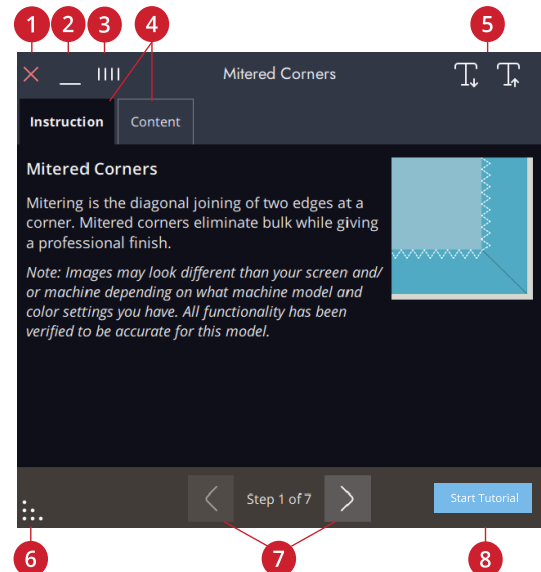 1 2 3 4 5
Mitered Corners
Instruction Content
Mitered Corners
Mitering is the diagonal joining of two edges at a
corner. Mitered corners eliminate bulk while giving
a professional finish.
Note: Images may look different than your screen and/
or machine depending on what machine model and
color settings you have. All functionality has been
verified to be accurate for this model.
Step 1 of 7 Start Tutorial
6 7 8